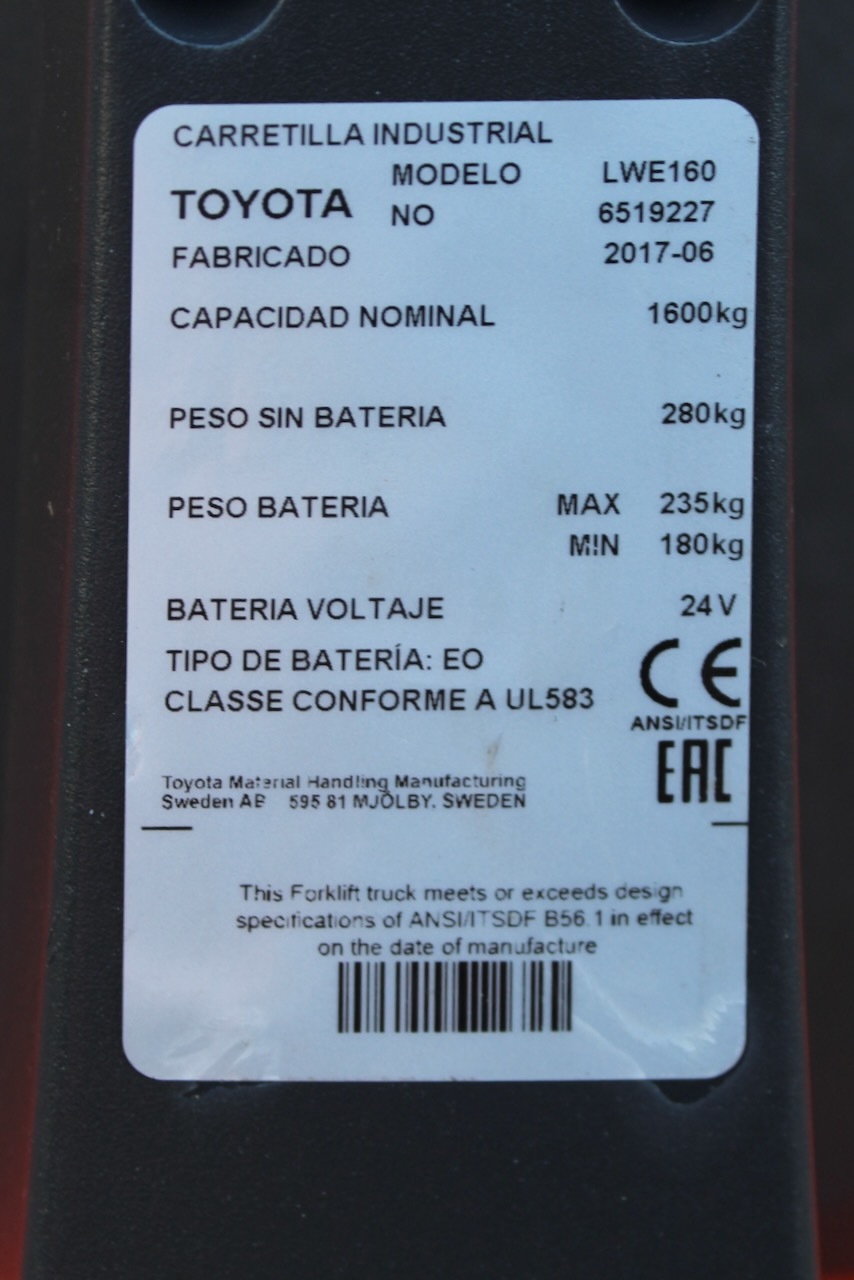 CARRETILLA INDUSTRIAL
MODELO LWE160
TOYOTA NO 6519227
FABRICADO 2017-06
CAPACIDAD NOMINAL 1600kg
PESO SIN BATERIA 280kg
PESO BATERIA MAX 235kg
MIN 180kg
BATERIA VOLTAJE 24V
TIPO DE BATERÍA: EO
CLASSE CONFORME A UL583
CE
ANSI/ITSDF
EAC
Toyota Material Handling Manufacturing
Sweden AB 595 81 MJÖLBY, SWEDEN
This Forklift truck meets or exceeds design
specifications of ANSI/ITSDF B56.1 in effect
on the date of manufacture